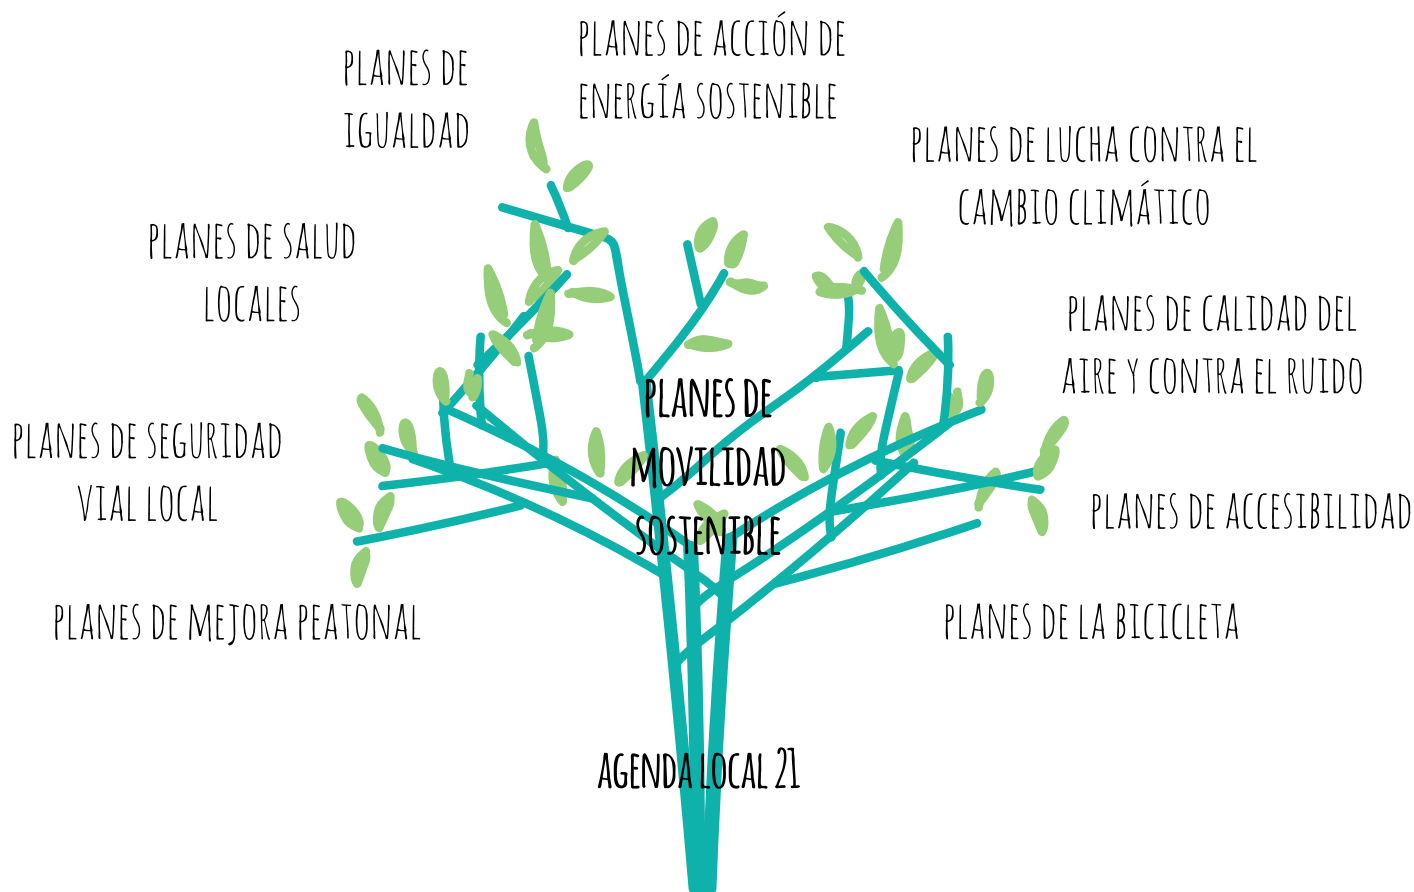 PLANES DE ACCIÓN DE
ENERGÍA SOSTENIBLE
PLANES DE
IGUALDAD
PLANES DE LUCHA CONTRA EL
CAMBIO CLIMÁTICO
PLANES DE SALUD
LOCALES
PLANES DE CALIDAD DEL
AIRE Y CONTRA EL RUIDO
PLANES DE
MOVILIDAD
SOSTENIBLE
PLANES DE SEGURIDAD
VIAL LOCAL
PLANES DE ACCESIBILIDAD
PLANES DE MEJORA PEATONAL
PLANES DE LA BICICLETA
AGENDA LOCAL 21